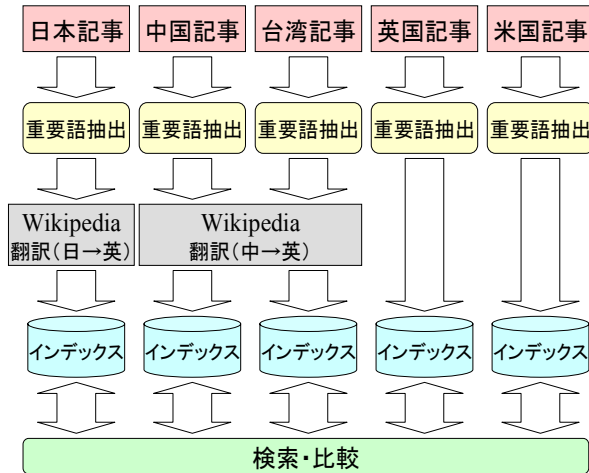 日本記事
中国記事
台湾記事
英国記事
米国記事
重要語抽出
重要語抽出
重要語抽出
重要語抽出
重要語抽出
Wikipedia
翻訳(日→英)
Wikipedia
翻訳(中→英)
インデックス
インデックス
インデックス
インデックス
インデックス
検索・比較